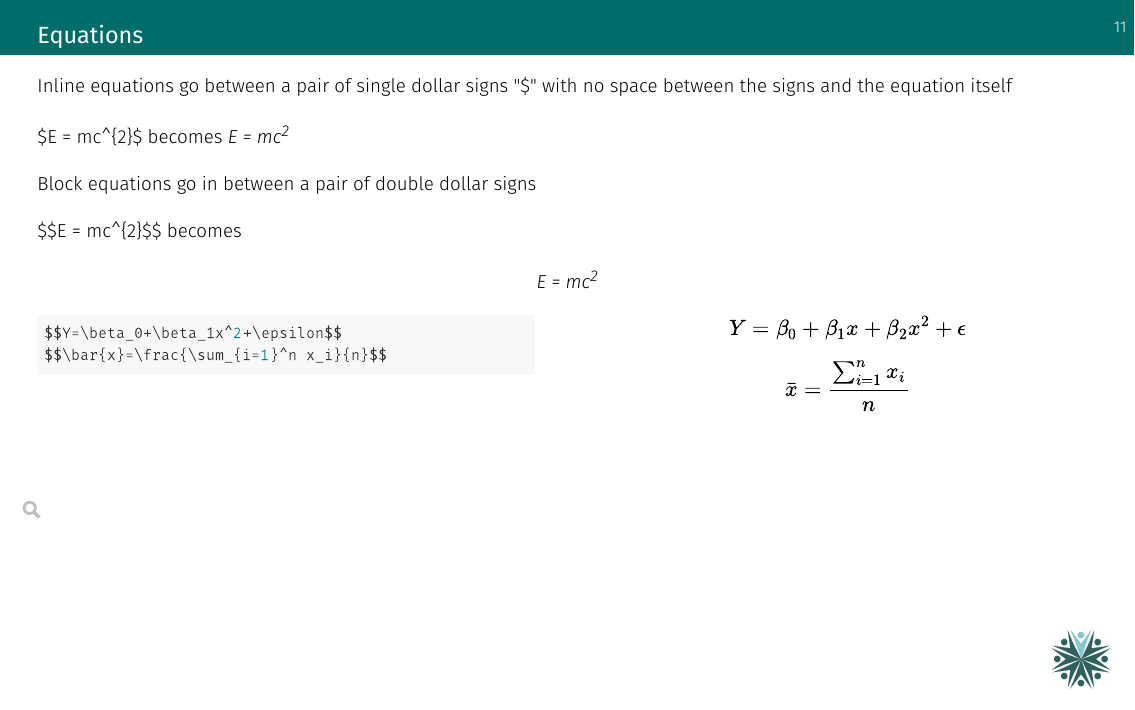 Equations
11
Inline equations go between a pair of single dollar signs "$" with no space between the signs and the equation itself
$E = mc^{2}$ becomes E = mc²
Block equations go in between a pair of double dollar signs
$$E = mc^{2}$$ becomes
E = mc²
$$Y=\beta_0+\beta_1x^2+\epsilon$$
$$\bar{x}=\frac{\sum_{i=1}^n x_i}{n}$$
Y = β₀ + β₁x + β₂x² + ϵ
x̄ = \frac{∑_{i=1}^{n} x_i}{n}